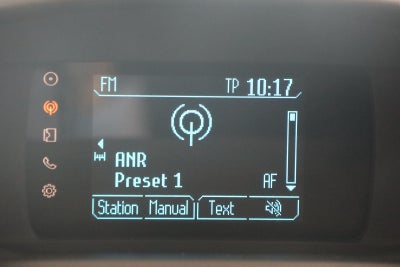 FM TP 10:17
ANR
Preset 1 AF
Station Manual Text